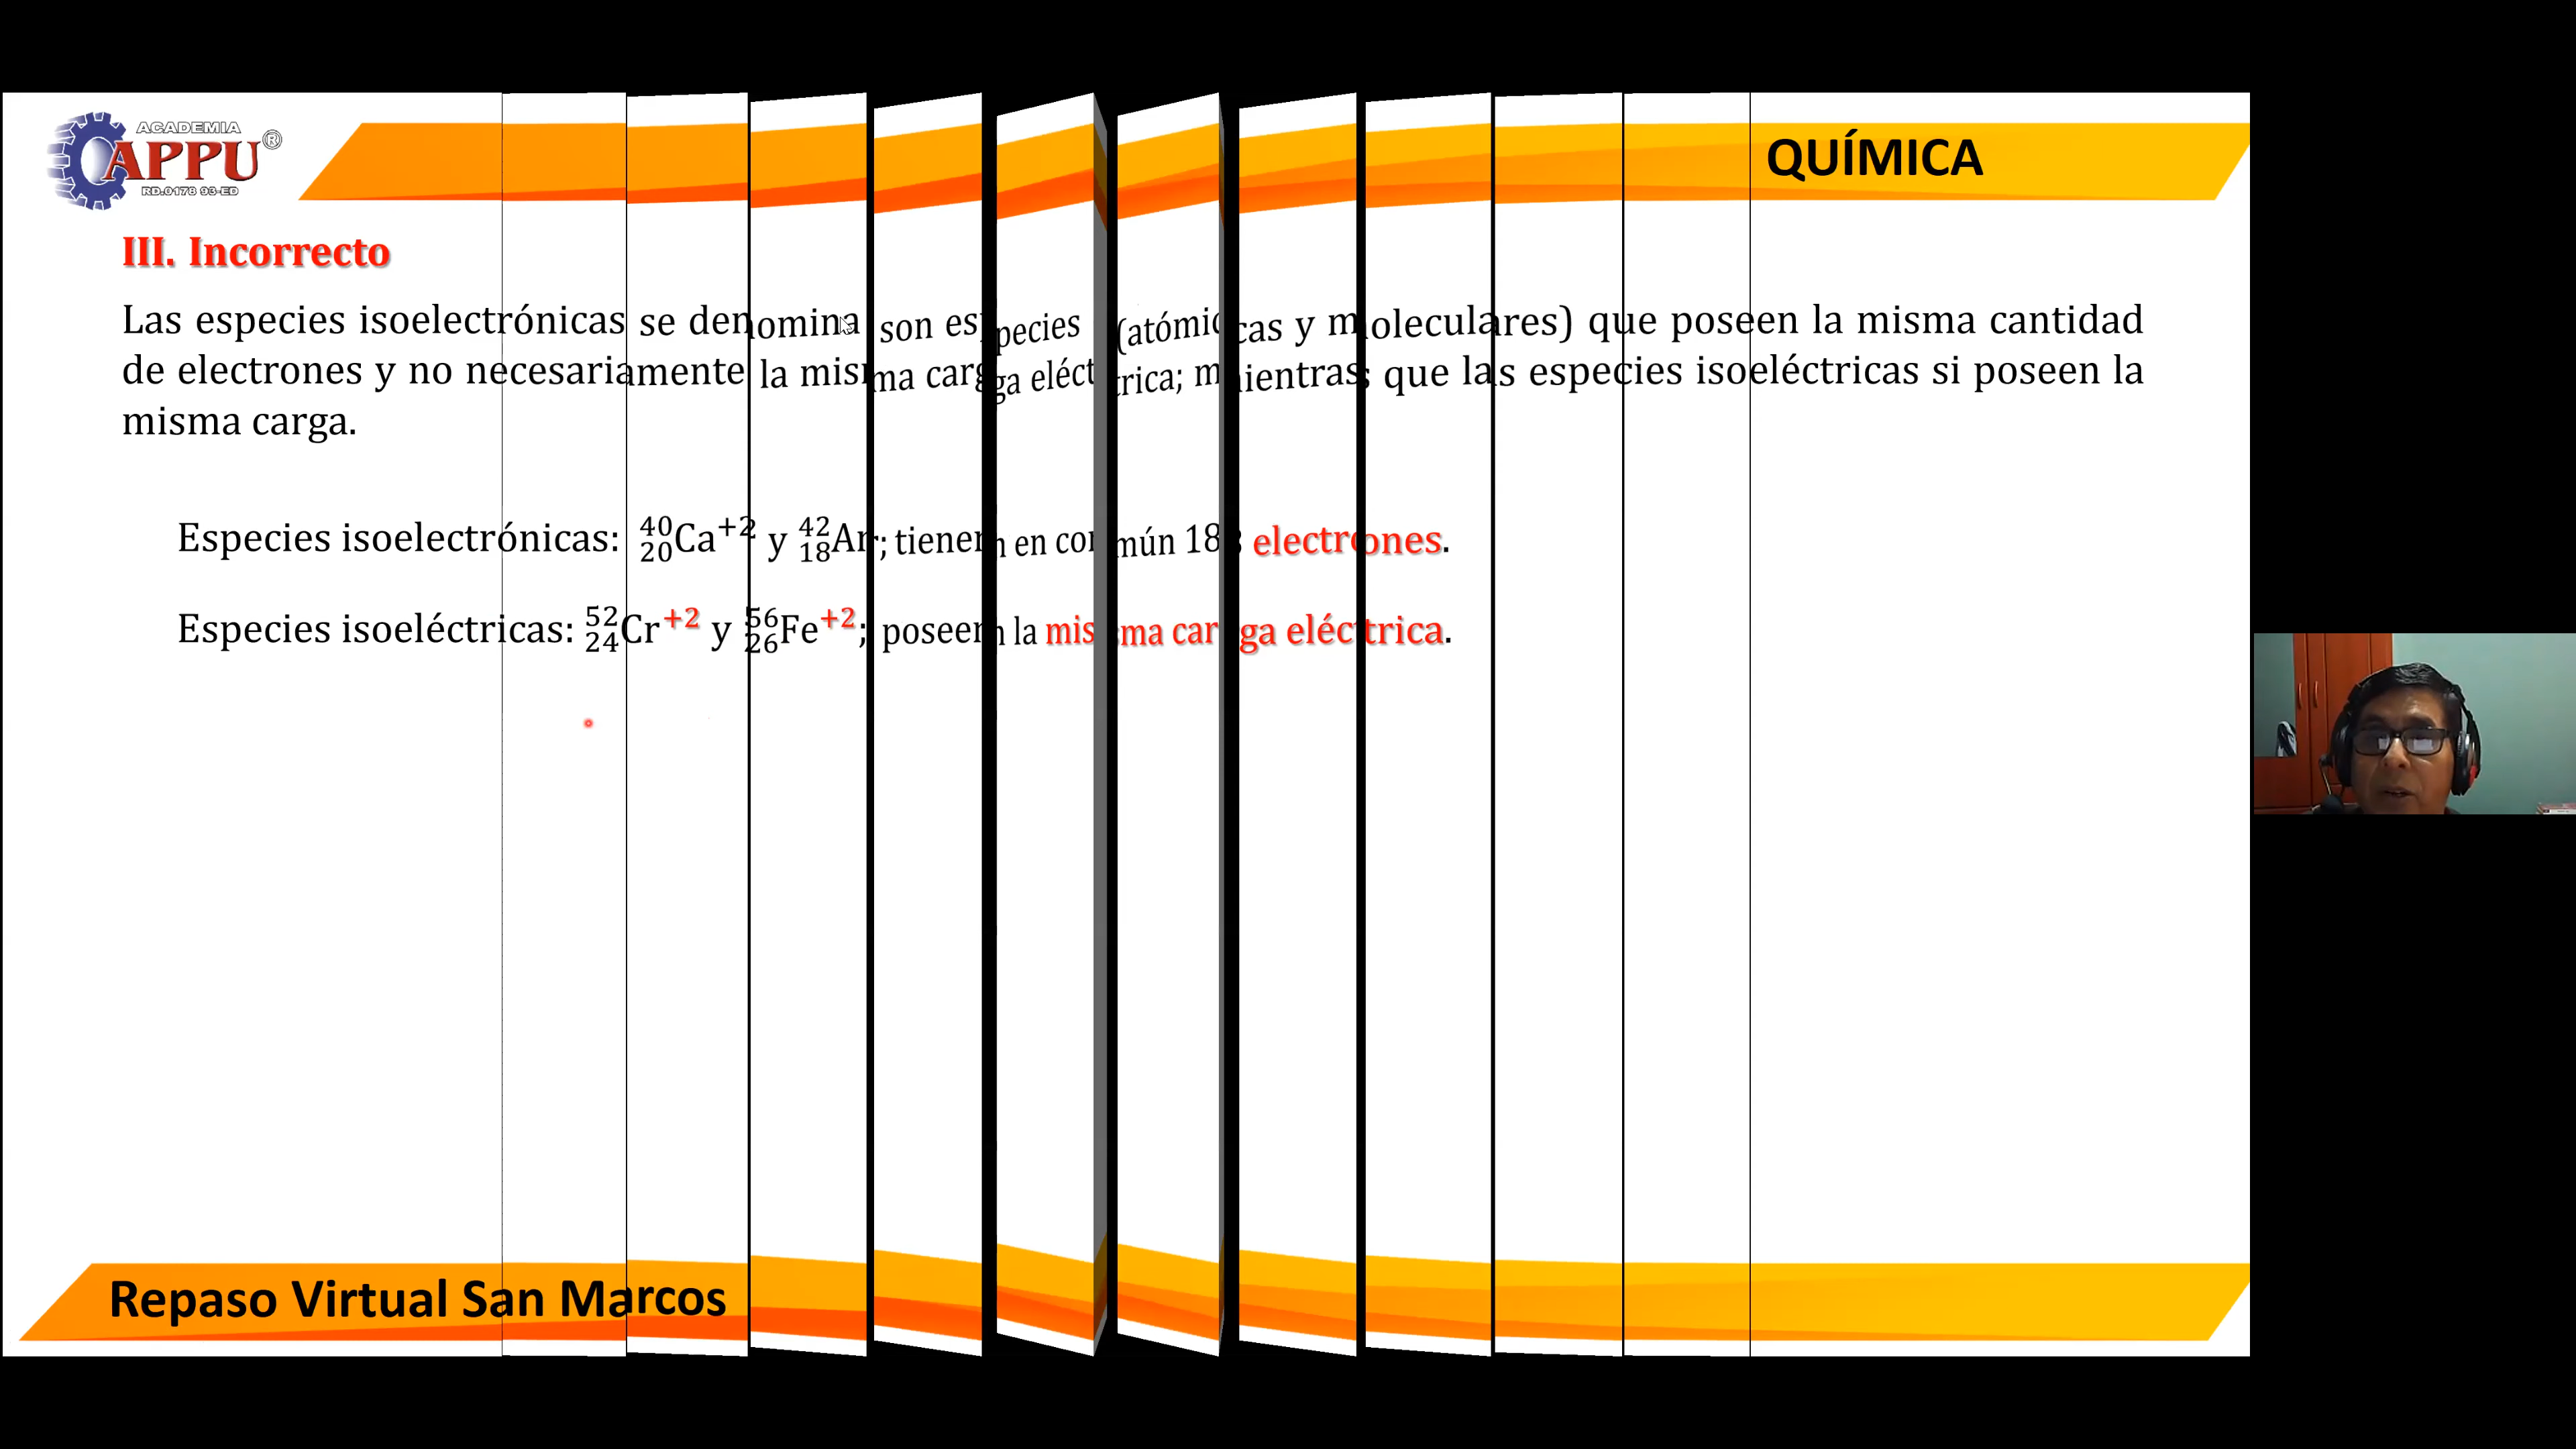 ACADEMIA
APPU®
RD.0178 93-ED
QUÍMICA
III. Incorrecto
Las especies isoelectrónicas se denomina son especies (atómicas y moleculares) que poseen la misma cantidad
de electrones y no necesariamente la misma carga eléctrica; mientras que las especies isoeléctricas si poseen la
misma carga.
Especies isoelectrónicas: ⁴⁰₂₀Ca⁺² y ⁴²₁₈Ar; tienen en común 18 electrones.
Especies isoeléctricas: ⁵²₂₄Cr⁺² y ⁵⁶₂₆Fe⁺²; poseen la misma carga eléctrica.
Repaso Virtual San Marcos